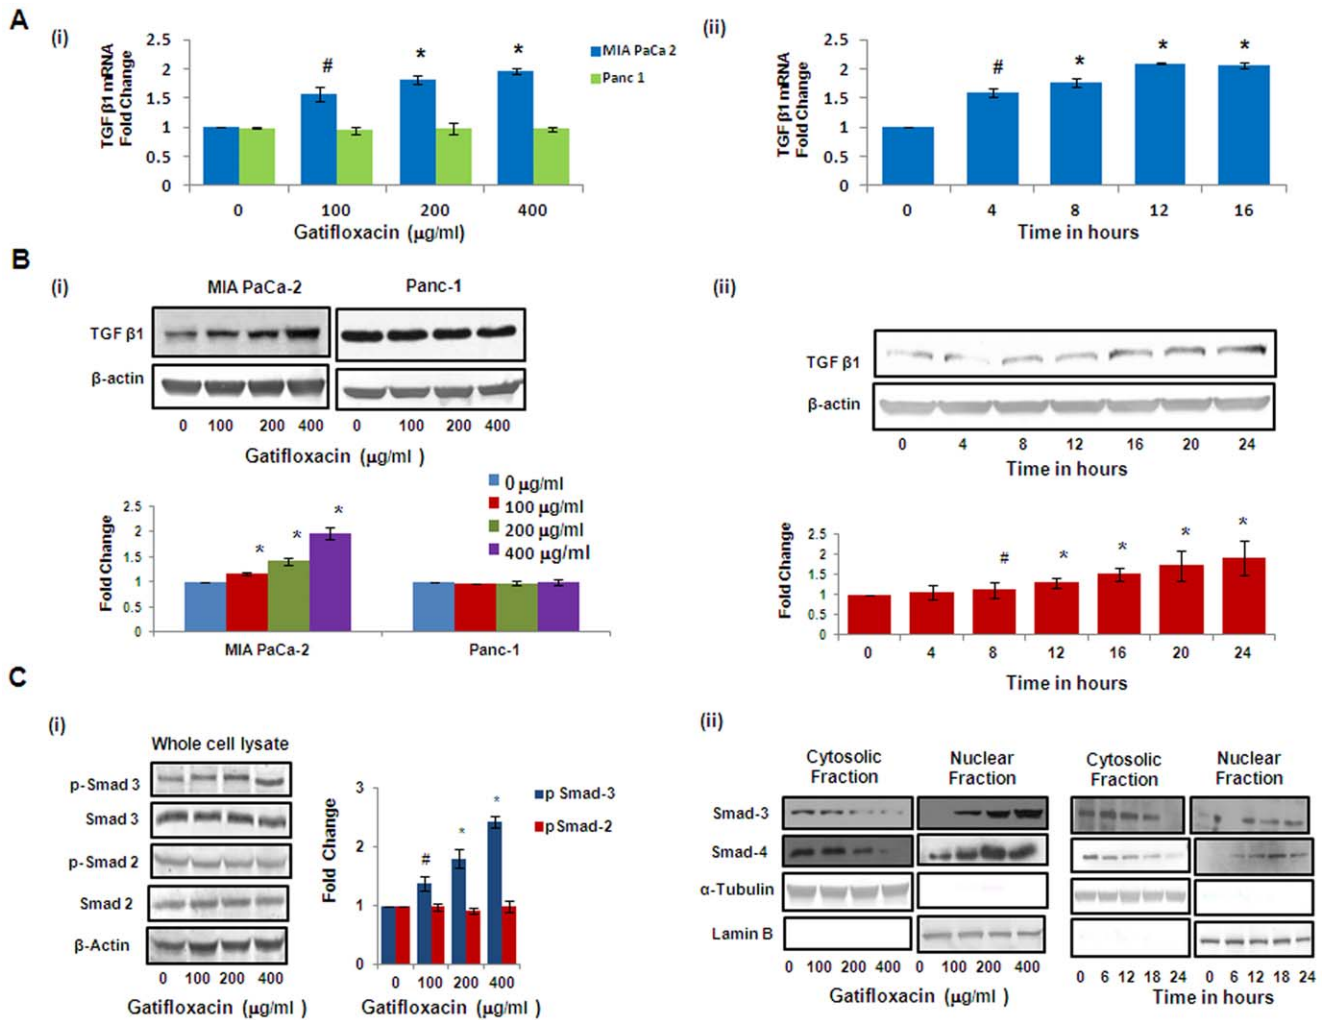 A
(i)
TGF β1 mRNA
Fold Change
2.5
2
1.5
1
0.5
0
#
*
*
MIA PaCa 2
Panc 1
0 100 200 400
Gatifloxacin (μg/ml)
(ii)
TGF β1 mRNA
Fold Change
2.5
2
1.5
1
0.5
0
#
*
*
*
0 4 8 12 16
Time in hours
B
(i)
MIA PaCa-2 Panc-1
TGF β1
β-actin
0 100 200 400 0 100 200 400
Gatifloxacin (μg/ml )
0 μg/ml
100 μg/ml
200 μg/ml
400 μg/ml
Fold Change
2.5
2
1.5
1
0.5
0
*
*
*
MIA PaCa-2 Panc-1
(ii)
TGF β1
β-actin
0 4 8 12 16 20 24
Time in hours
Fold Change
2.5
2
1.5
1
0.5
0
#
*
*
*
*
0 4 8 12 16 20 24
Time in hours
C
(i)
Whole cell lysate
p-Smad 3
Smad 3
p-Smad 2
Smad 2
β-Actin
0 100 200 400
Gatifloxacin (μg/ml)
Fold Change
3
2
1
0
#
*
*
p Smad-3
p Smad-2
0 100 200 400
Gatifloxacin (μg/ml )
(ii)
Cytosolic
Fraction
Nuclear
Fraction
Cytosolic
Fraction
Nuclear
Fraction
Smad-3
Smad-4
α-Tubulin
Lamin B
0 100 200 400 0 100 200 400
Gatifloxacin (μg/ml)
0 6 12 18 24 0 6 12 18 24
Time in hours